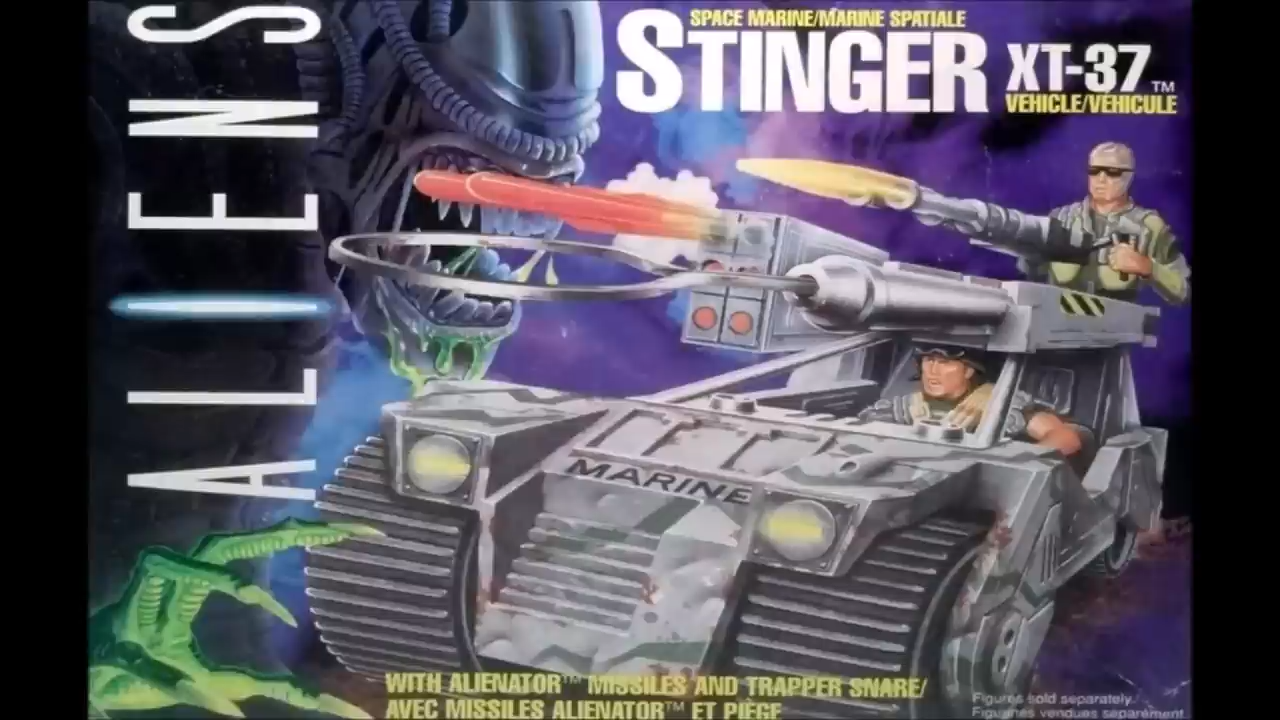 ALIENS
SPACE MARINE/MARINE SPATIALE
STINGER XT-37™
VEHICLE/VÉHICULE
MARINE
WITH ALIENATOR™ MISSILES AND TRAPPER SNARE/
AVEC MISSILES ALIENATOR™ ET PIÈGE
Figures sold separately.
Figurines vendues séparément.